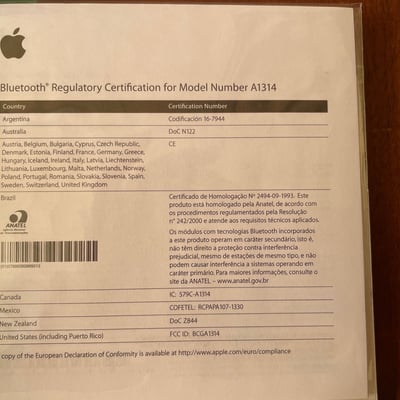 Bluetooth® Regulatory Certification for Model Number A1314
Country Certification Number
Argentina Codificación 16-7944
Australia DoC N122
Austria, Belgium, Bulgaria, Cyprus, Czech Republic, CE
Denmark, Estonia, Finland, France, Germany, Greece,
Hungary, Iceland, Ireland, Italy, Latvia, Liechtenstein,
Lithuania, Luxembourg, Malta, Netherlands, Norway,
Poland, Portugal, Romania, Slovakia, Slovenia, Spain,
Sweden, Switzerland, United Kingdom
Brazil
ANATEL
Certificado de Homologação Nº 2494-09-1993. Este
produto está homologado pela Anatel, de acordo com
os procedimentos regulamentados pela Resolução
n° 242/2000 e atende aos requisitos técnicos aplicados.
Os módulos com tecnologias Bluetooth incorporados
a este produto operam em caráter secundário, isto é,
não têm direito a proteção contra interferência
prejudicial, mesmo de estações de mesmo tipo, e não
podem causar interferência a sistemas operando em
caráter primário. Para maiores informações, consulte o
site da ANATEL – www.anatel.gov.br
Canada IC: 579C-A1314
Mexico COFETEL: RCPAPA107-1330
New Zealand DoC Z844
United States (including Puerto Rico) FCC ID: BCGA1314
copy of the European Declaration of Conformity is available at http://www.apple.com/euro/compliance